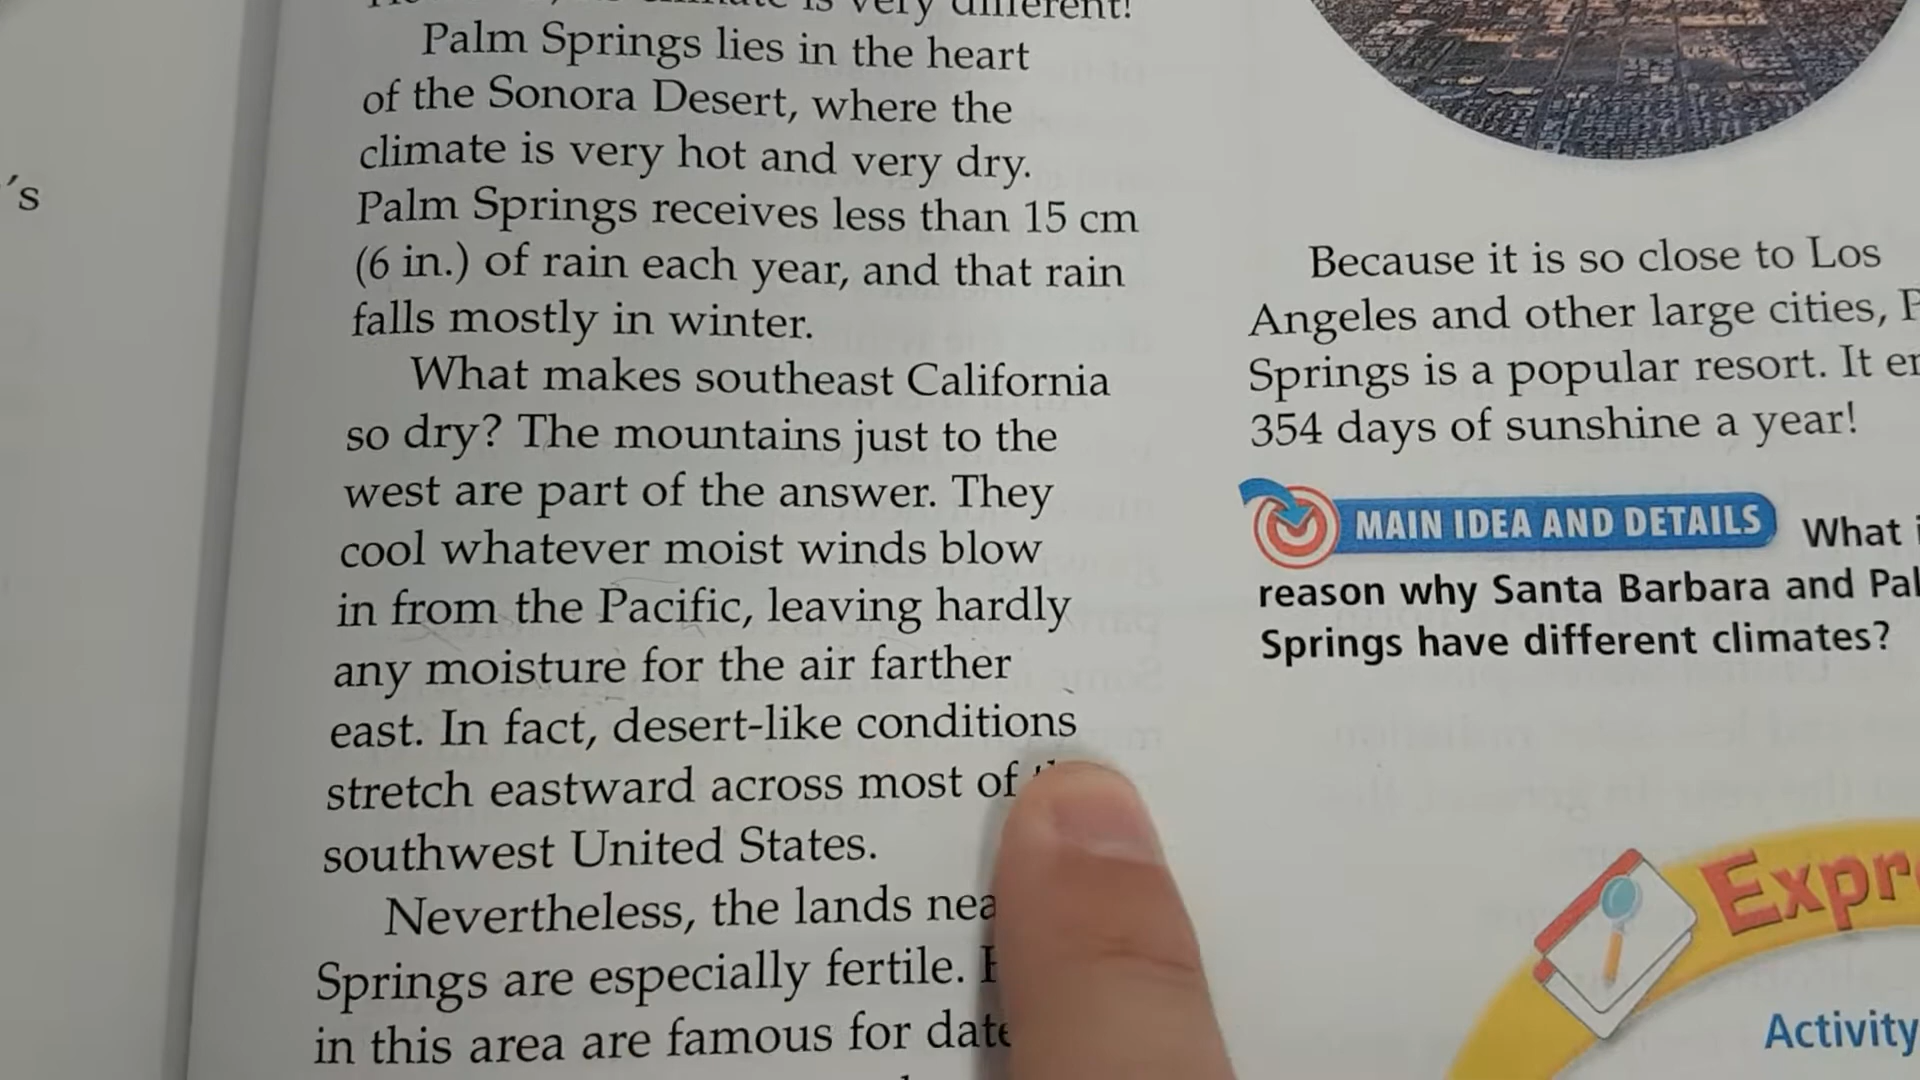 's
is very different!
Palm Springs lies in the heart
of the Sonora Desert, where the
climate is very hot and very dry.
Palm Springs receives less than 15 cm
(6 in.) of rain each year, and that rain
falls mostly in winter.
What makes southeast California
so dry? The mountains just to the
west are part of the answer. They
cool whatever moist winds blow
in from the Pacific, leaving hardly
any moisture for the air farther
east. In fact, desert-like conditions
stretch eastward across most of
southwest United States.
Nevertheless, the lands
Springs are especially fertile.
in this area are famous for
Because it is so close to Los
Angeles and other large cities,
Springs is a popular resort. It
354 days of sunshine a year!
MAIN IDEA AND DETAILS What
reason why Santa Barbara and
Springs have different climates?
Activity